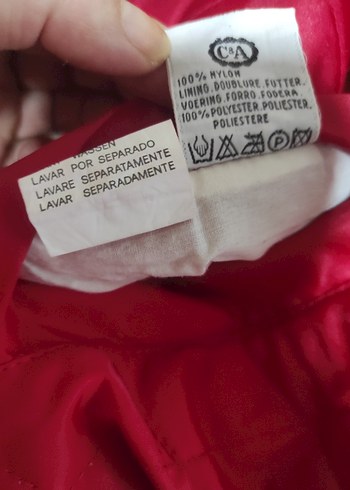 C&A
100% NYLON
LINING.DOUBLURE.FUTTER.
VOERING.FORRO.FODERA
100% POLYESTER.POLIESTER.
POLIESTERE
WASSEN
LAVAR POR SEPARADO
LAVARE SEPARATAMENTE
LAVAR SEPARADAMENTE